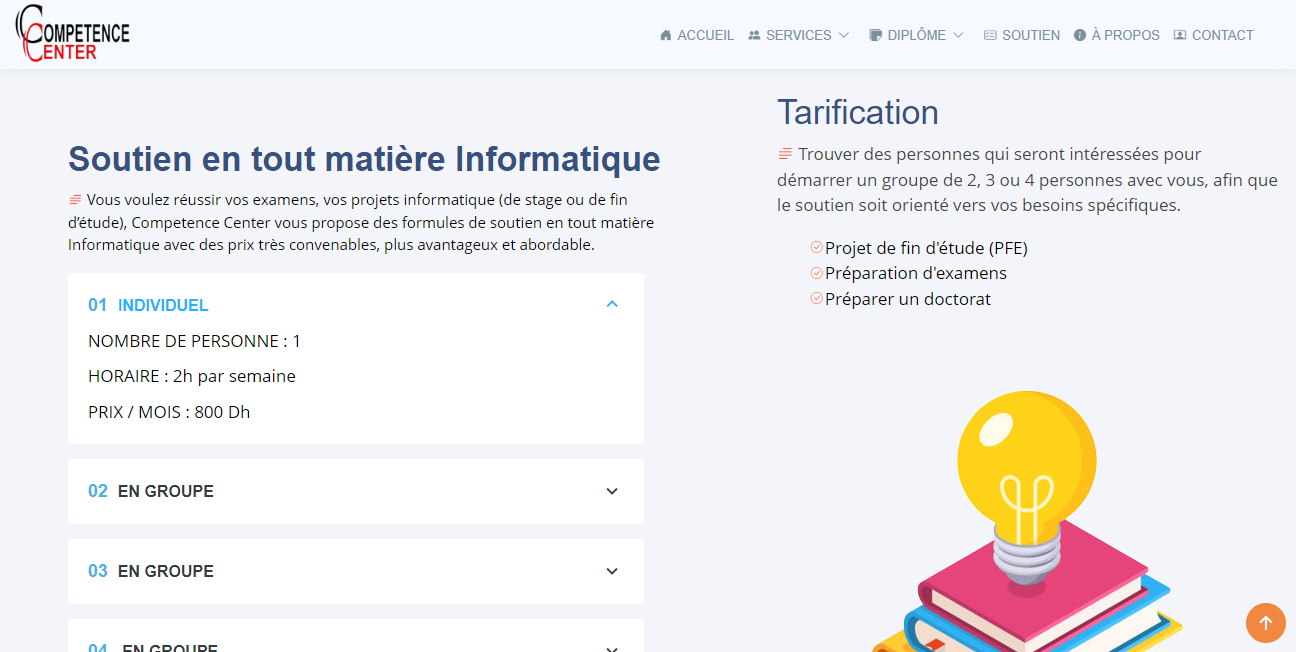 COMPETENCE
CENTER
ACCUEIL SERVICES DIPLÔME SOUTIEN À PROPOS CONTACT
Soutien en tout matière Informatique
Vous voulez réussir vos examens, vos projets informatique (de stage ou de fin
d’étude), Competence Center vous propose des formules de soutien en tout matière
Informatique avec des prix très convenables, plus avantageux et abordable.
01 INDIVIDUEL
NOMBRE DE PERSONNE : 1
HORAIRE : 2h par semaine
PRIX / MOIS : 800 Dh
02 EN GROUPE
03 EN GROUPE
04 EN GROUPE
Tarification
Trouver des personnes qui seront intéressées pour
démarrer un groupe de 2, 3 ou 4 personnes avec vous, afin que
le soutien soit orienté vers vos besoins spécifiques.
Projet de fin d'étude (PFE)
Préparation d'examens
Préparer un doctorat